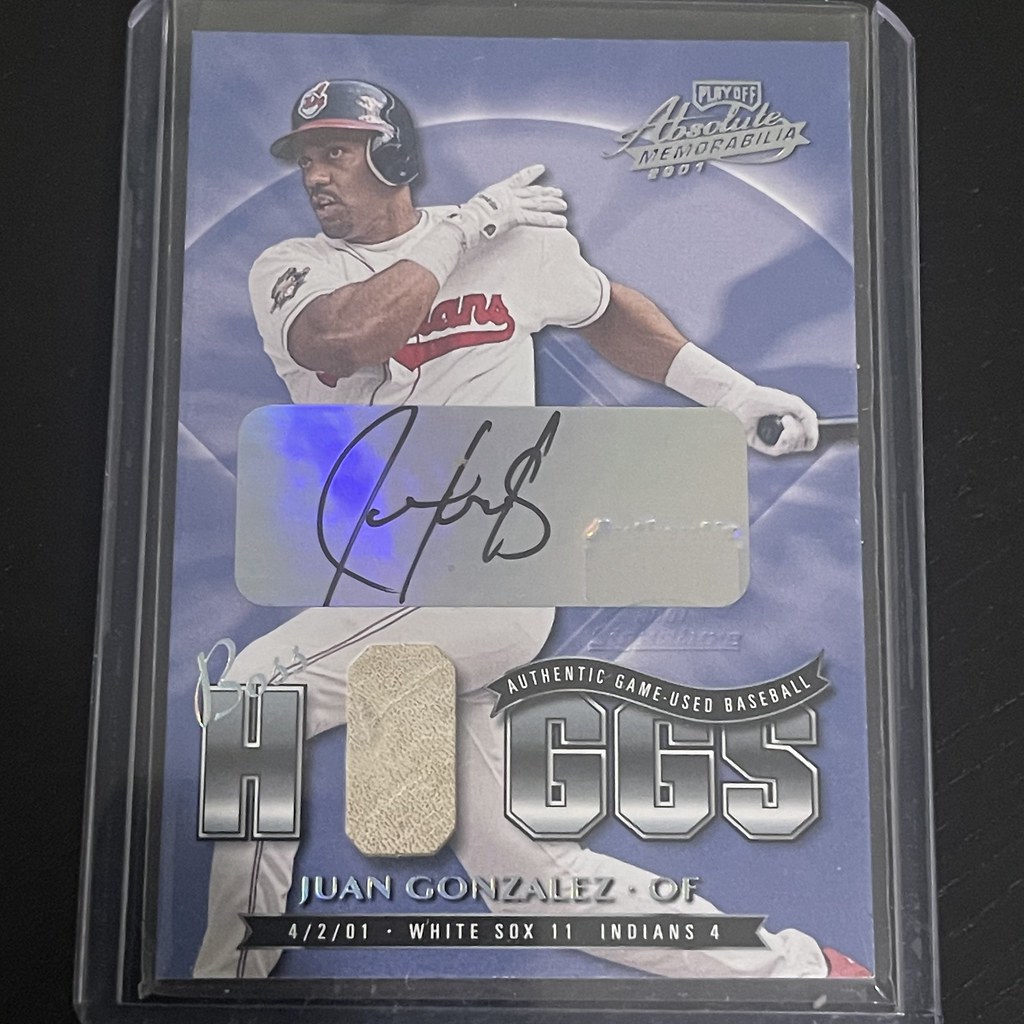 PLAYOFF
Absolute
MEMORABILIA
2001
Indians
Boss
AUTHENTIC GAME-USED BASEBALL
H GGS
JUAN GONZALEZ · OF
4/2/01 · WHITE SOX 11 INDIANS 4